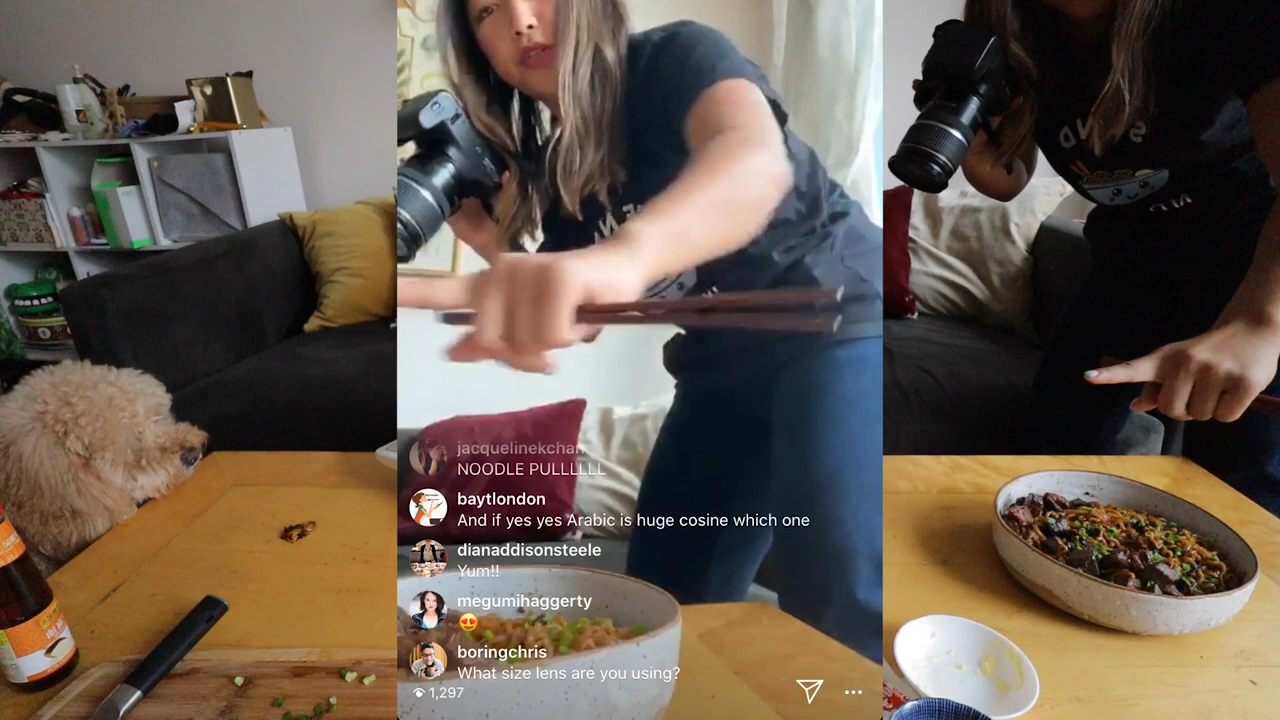 jacquelinekchan
NOODLE PULLLLLL
baytlondon
And if yes yes Arabic is huge cosine which one
dianaddisonsteele
Yum!!
megumihaggerty
😍
boringchris
What size lens are you using?
1,297